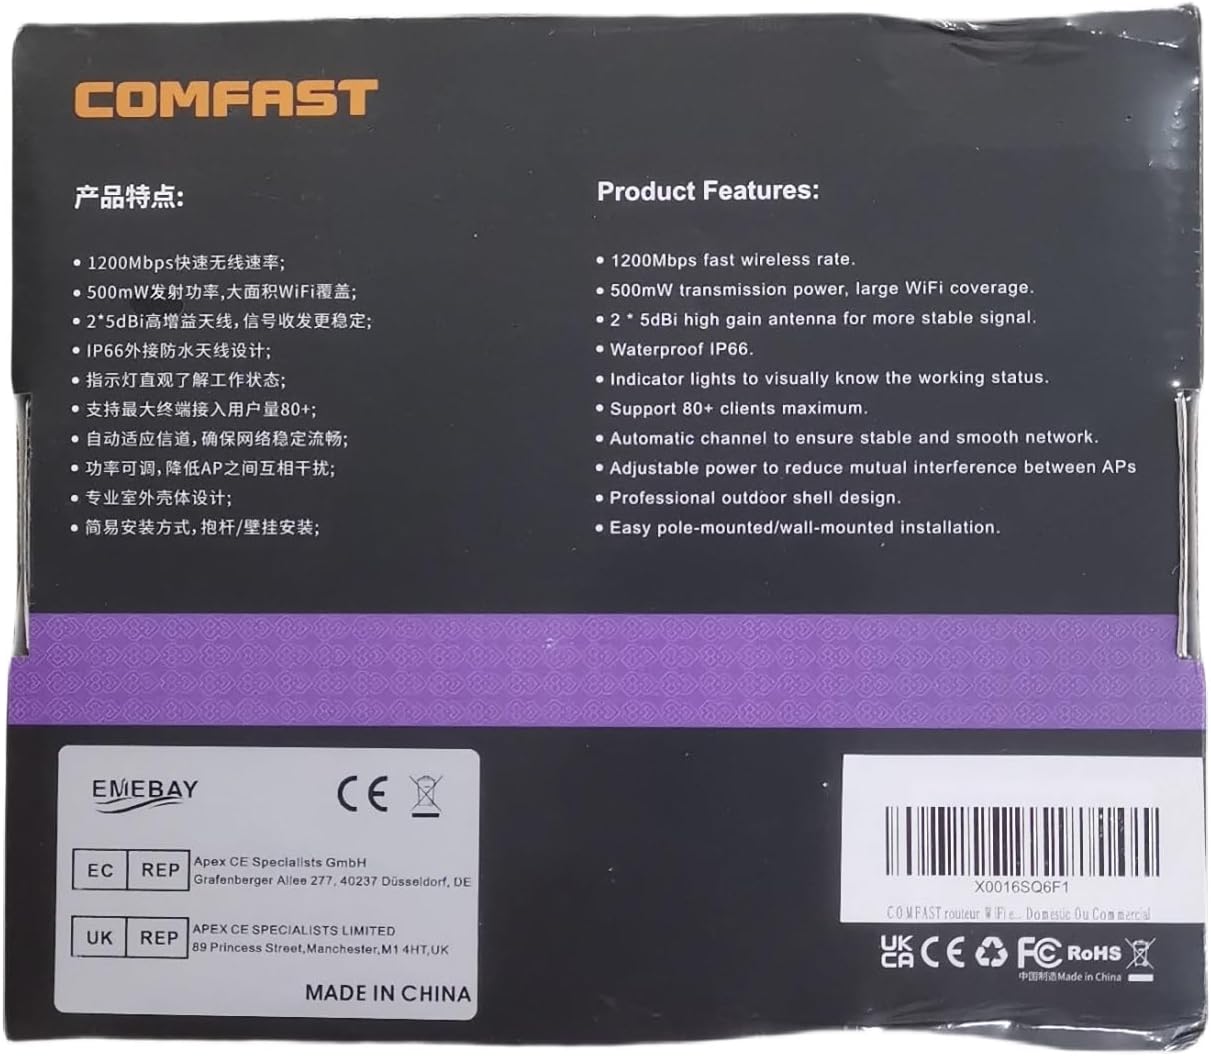 COMFAST
产品特点:
• 1200Mbps快速无线速率;
• 500mW发射功率,大面积WiFi覆盖;
• 2*5dBi高增益天线,信号收发更稳定;
• IP66外接防水天线设计;
• 指示灯直观了解工作状态;
• 支持最大终端接入用户量80+;
• 自动适应信道,确保网络稳定流畅;
• 功率可调,降低AP之间互相干扰;
• 专业室外壳体设计;
• 简易安装方式,抱杆/壁挂安装;
Product Features:
• 1200Mbps fast wireless rate.
• 500mW transmission power, large WiFi coverage.
• 2 * 5dBi high gain antenna for more stable signal.
• Waterproof IP66.
• Indicator lights to visually know the working status.
• Support 80+ clients maximum.
• Automatic channel to ensure stable and smooth network.
• Adjustable power to reduce mutual interference between APs
• Professional outdoor shell design.
• Easy pole-mounted/wall-mounted installation.
EMEBAY
CE
EC REP
Apex CE Specialists GmbH
Grafenberger Allee 277, 40237 Düsseldorf, DE
UK REP
APEX CE SPECIALISTS LIMITED
89 Princess Street,Manchester,M1 4HT,UK
MADE IN CHINA
X0016SQ6F1
COMFAST routeur WiFi e... Domestic Ou Commercial
UK CA CE FC RoHS
中国制造Made in China